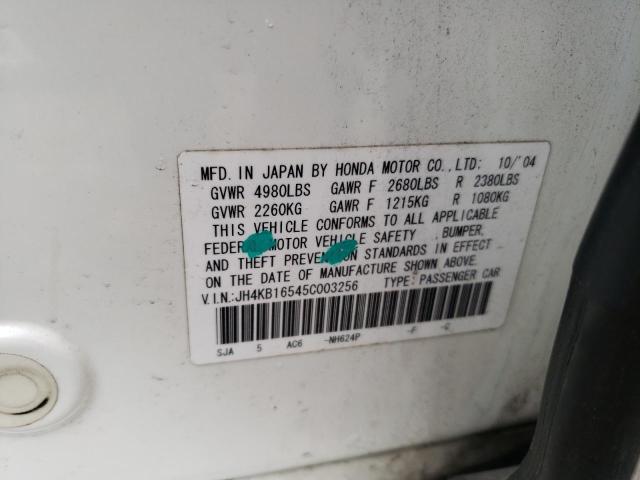 MFD. IN JAPAN BY HONDA MOTOR CO., LTD: 10/'04
GVWR 4980LBS GAWR F 2680LBS R 2380LBS
GVWR 2260KG GAWR F 1215KG R 1080KG
THIS VEHICLE CONFORMS TO ALL APPLICABLE
FEDERAL MOTOR VEHICLE SAFETY , BUMPER,
AND THEFT PREVENTION STANDARDS IN EFFECT
ON THE DATE OF MANUFACTURE SHOWN ABOVE.
V.I.N.:JH4KB16545C003256 TYPE: PASSENGER CAR
SJA 5 AC6 -NH624P -F -G